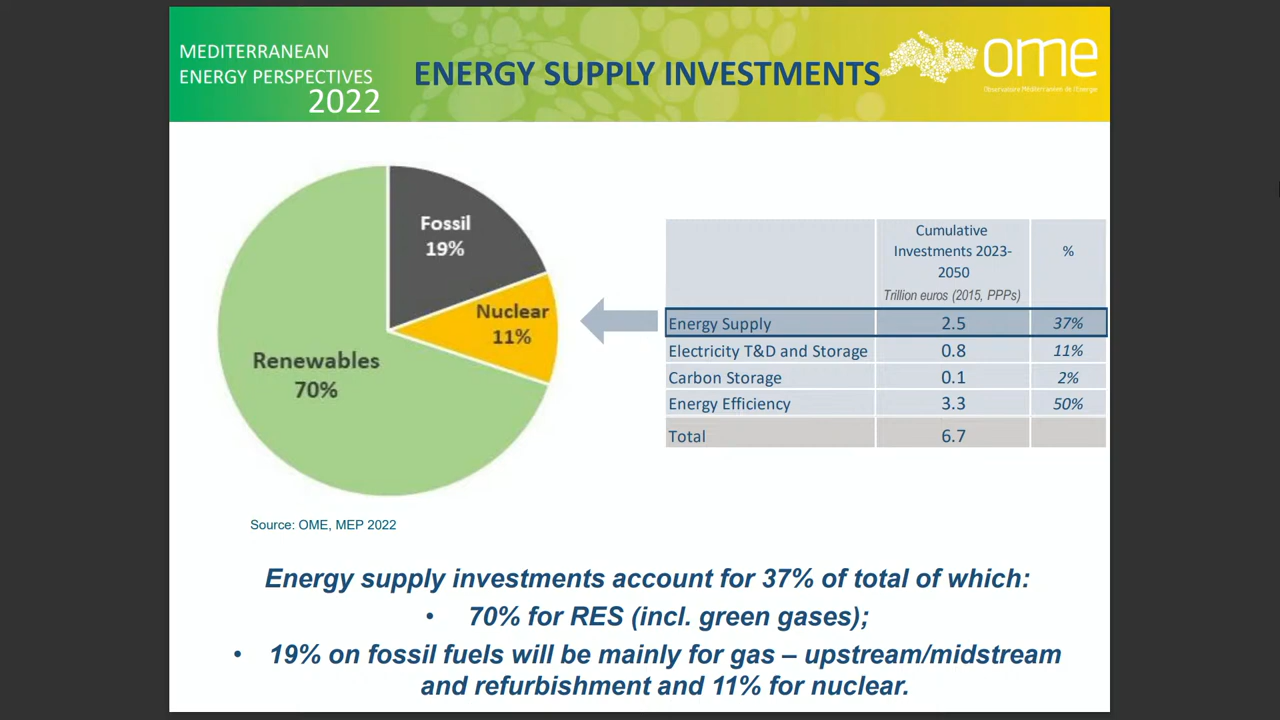 MEDITERRANEAN
ENERGY PERSPECTIVES
2022
ENERGY SUPPLY INVESTMENTS
ome
Observatoire Méditerranéen de l'Energie
Fossil
19%
Nuclear
11%
Renewables
70%
Cumulative
Investments 2023-
2050
Trillion euros (2015, PPPs)
%
Energy Supply 2.5 37%
Electricity T&D and Storage 0.8 11%
Carbon Storage 0.1 2%
Energy Efficiency 3.3 50%
Total 6.7
Source: OME, MEP 2022
Energy supply investments account for 37% of total of which:
• 70% for RES (incl. green gases);
• 19% on fossil fuels will be mainly for gas – upstream/midstream
and refurbishment and 11% for nuclear.